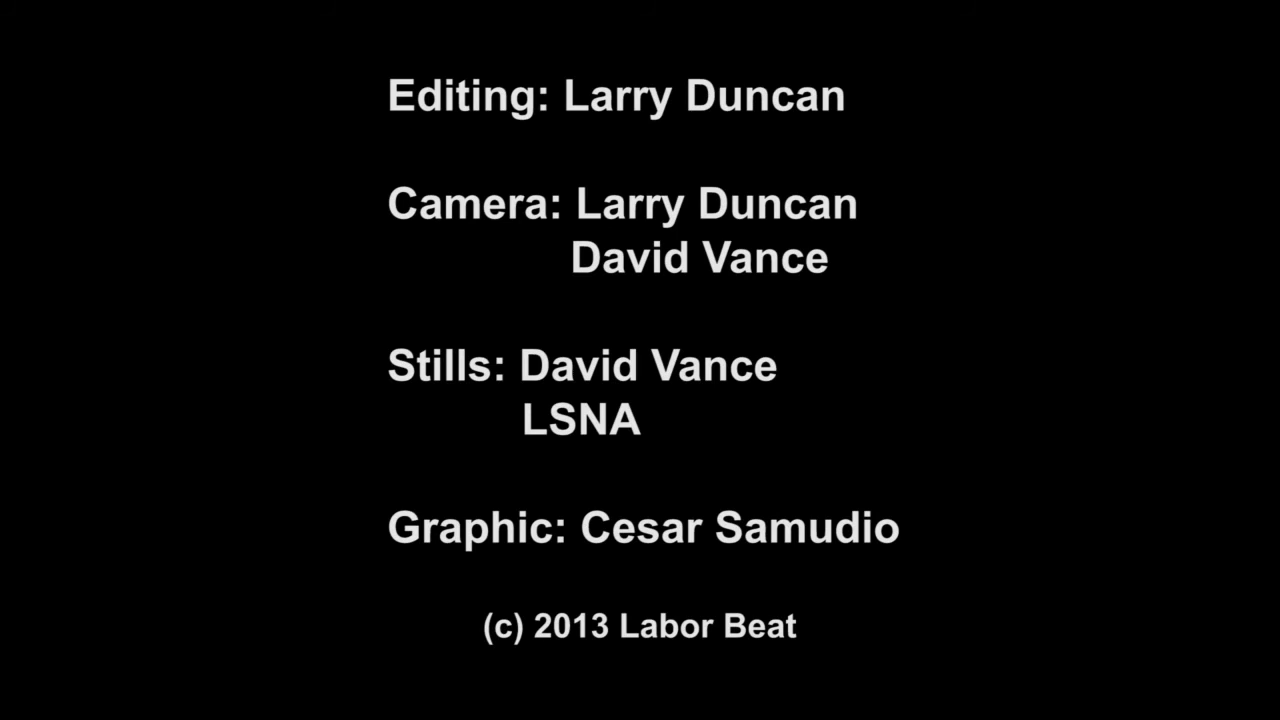 Editing: Larry Duncan
Camera: Larry Duncan
David Vance
Stills: David Vance
LSNA
Graphic: Cesar Samudio
(c) 2013 Labor Beat